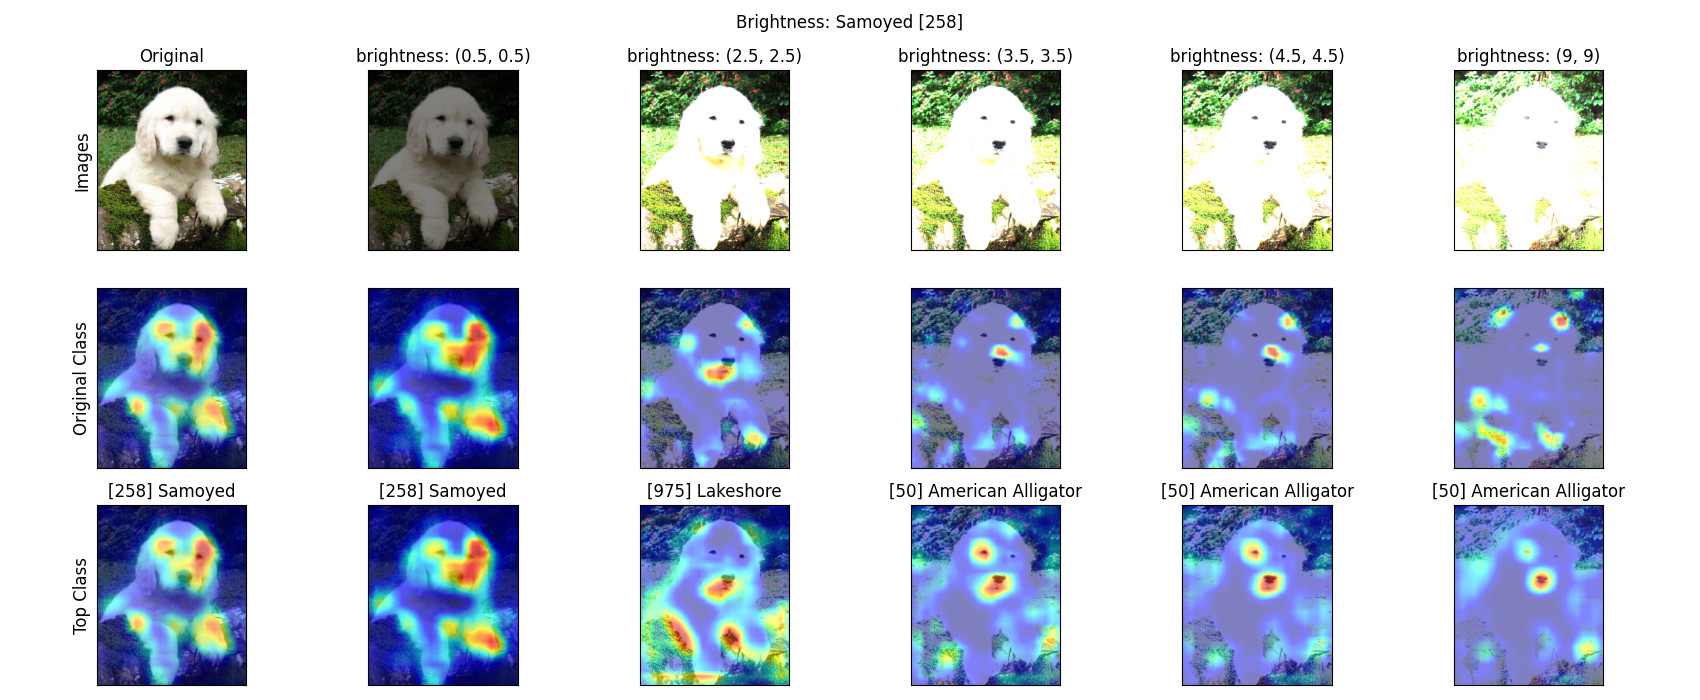 Brightness: Samoyed [258]
Original
brightness: (0.5, 0.5)
brightness: (2.5, 2.5)
brightness: (3.5, 3.5)
brightness: (4.5, 4.5)
brightness: (9, 9)
Images
Original Class
[258] Samoyed
[258] Samoyed
[975] Lakeshore
[50] American Alligator
[50] American Alligator
[50] American Alligator
Top Class